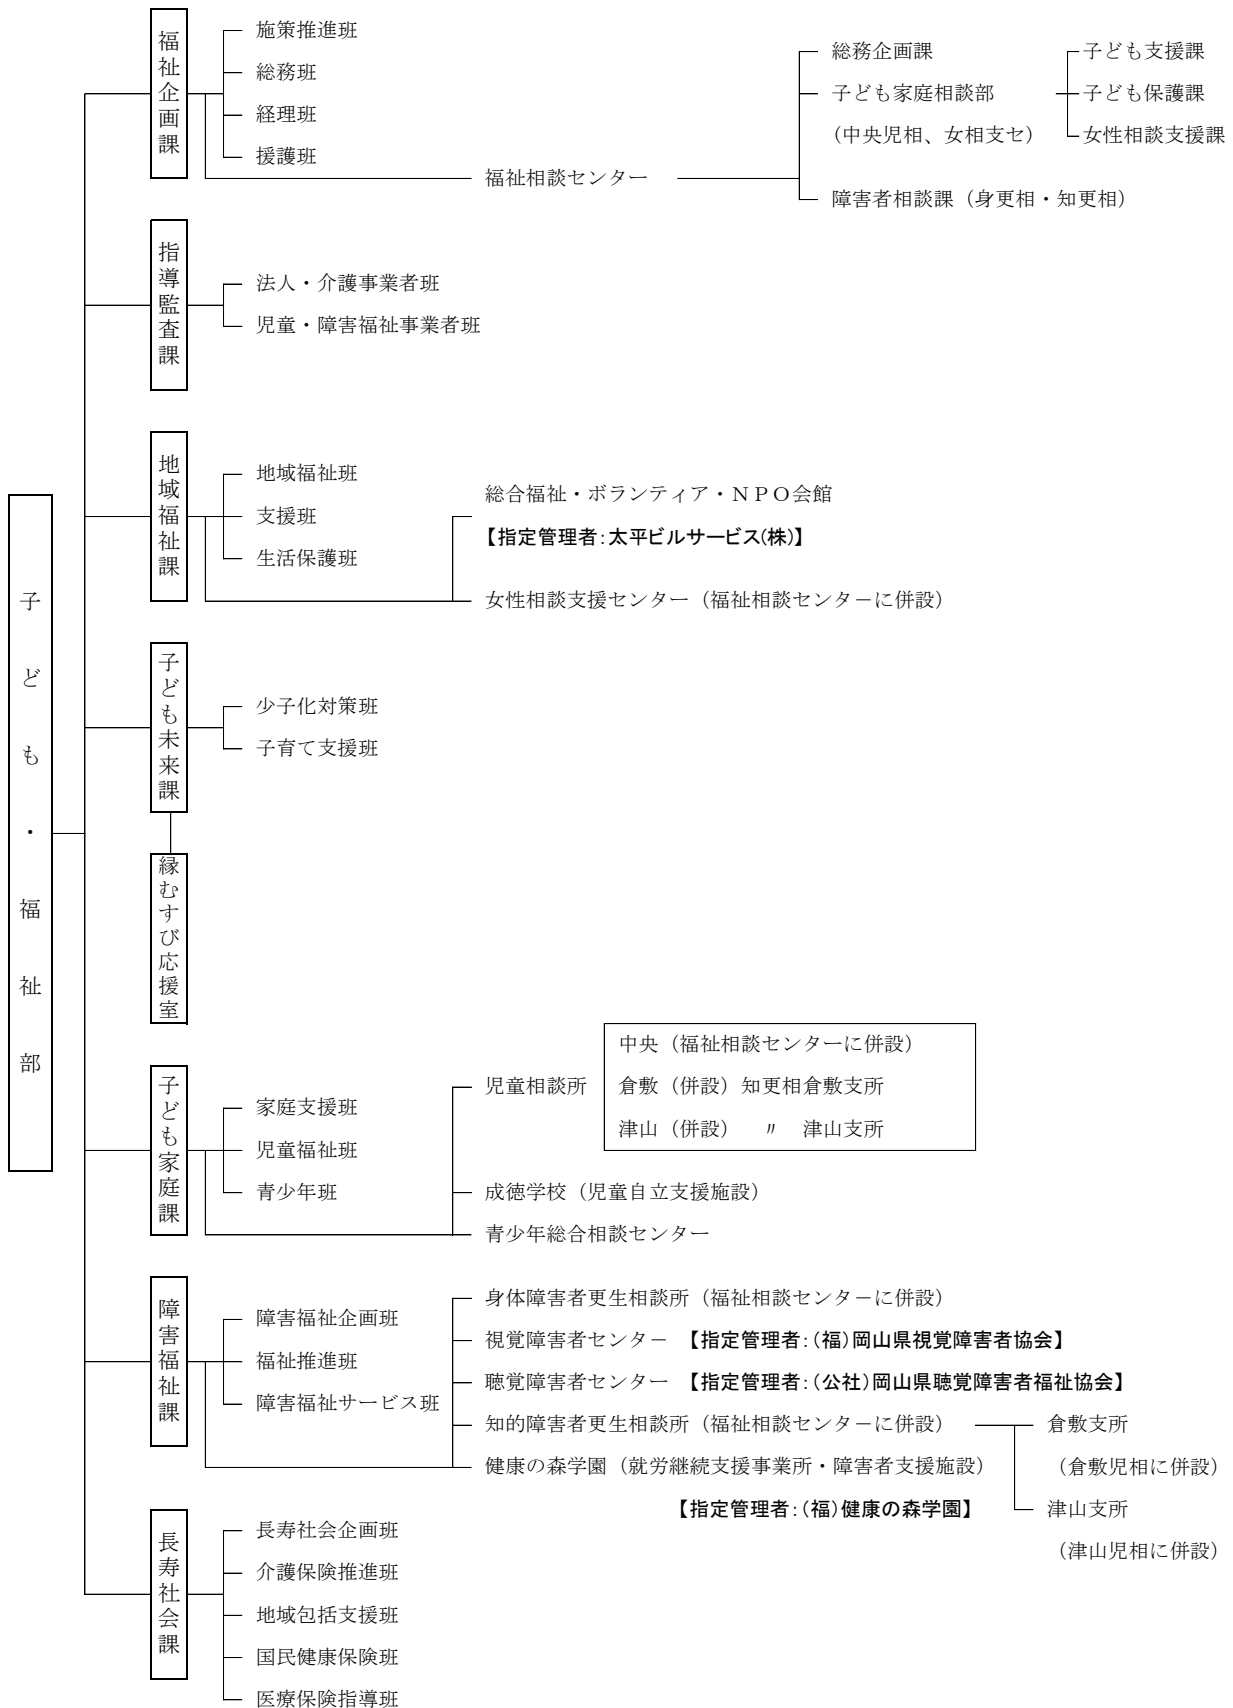 子ども・福祉部
福祉企画課
施策推進班
総務班
経理班
援護班
福祉相談センター
総務企画課
子ども家庭相談部
（中央児相、女相支セ）
障害者相談課（身更相・知更相）
子ども支援課
子ども保護課
女性相談支援課
指導監査課
法人・介護事業者班
児童・障害福祉事業者班
地域福祉課
地域福祉班
支援班
生活保護班
総合福祉・ボランティア・ＮＰＯ会館
【指定管理者：太平ビルサービス(株)】
女性相談支援センター（福祉相談センタ－に併設）
子ども未来課
少子化対策班
子育て支援班
縁むすび応援室
子ども家庭課
家庭支援班
児童福祉班
青少年班
児童相談所
中央（福祉相談センターに併設）
倉敷（併設）知更相倉敷支所
津山（併設）　〃　津山支所
成徳学校（児童自立支援施設）
青少年総合相談センター
障害福祉課
障害福祉企画班
福祉推進班
障害福祉サービス班
身体障害者更生相談所（福祉相談センタ－に併設）
視覚障害者センタ－　【指定管理者：（福）岡山県視覚障害者協会】
聴覚障害者センター　【指定管理者：（公社）岡山県聴覚障害者福祉協会】
知的障害者更生相談所（福祉相談センタ－に併設）
倉敷支所
（倉敷児相に併設）
津山支所
（津山児相に併設）
健康の森学園（就労継続支援事業所・障害者支援施設）
【指定管理者：（福）健康の森学園】
長寿社会課
長寿社会企画班
介護保険推進班
地域包括支援班
国民健康保険班
医療保険指導班